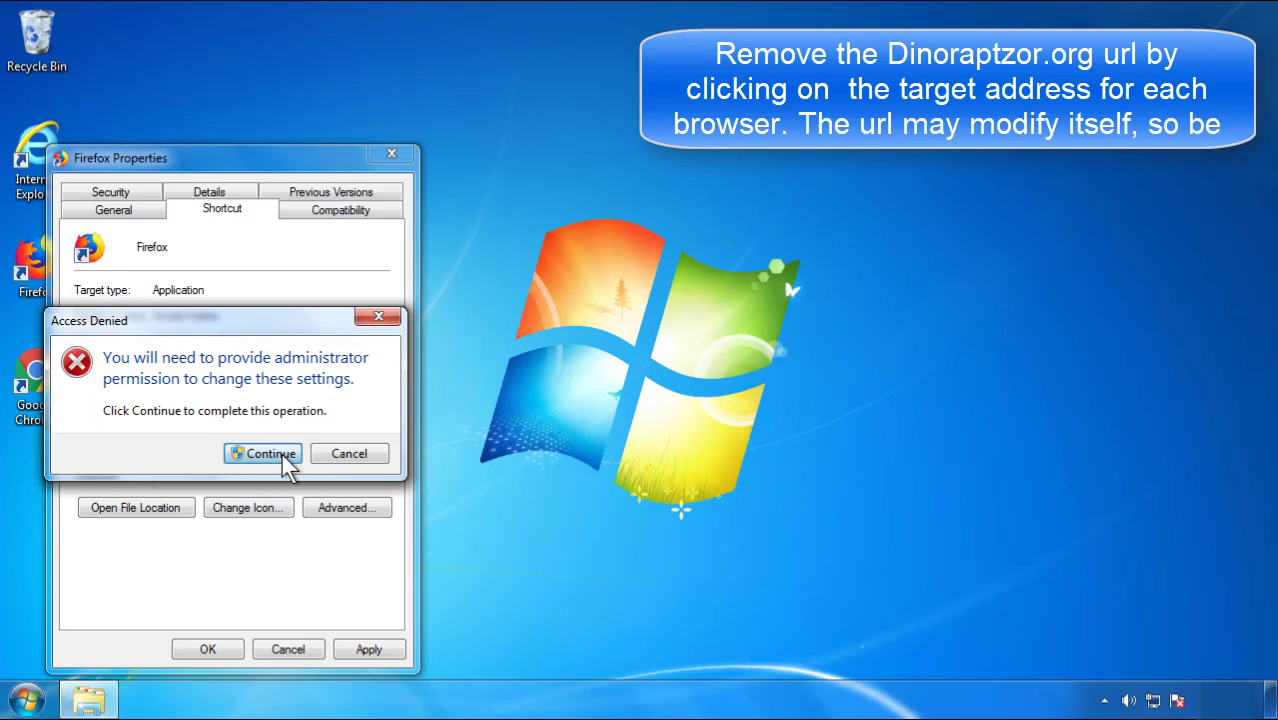 Recycle Bin
Remove the Dinoraptzor.org url by
clicking on the target address for each
browser. The url may modify itself, so be
Intern
Explo
Firefo
Goo
Chro
Firefox Properties
Security
Details
Previous Versions
General
Shortcut
Compatibility
Firefox
Target type:
Application
Access Denied
You will need to provide administrator
permission to change these settings.
Click Continue to complete this operation.
Continue
Cancel
Open File Location
Change Icon...
Advanced...
OK
Cancel
Apply